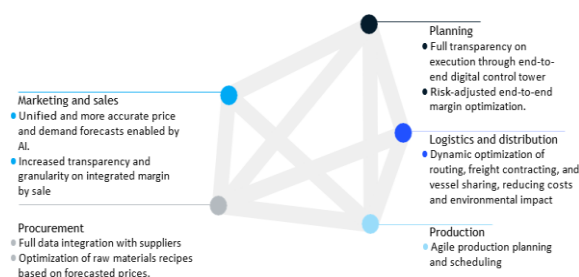 Planning
Full transparency on
execution through end-to-
end digital control tower
Risk-adjusted end-to-end
margin optimization.
Marketing and sales
Unified and more accurate price
and demand forecasts enabled by
AI.
Increased transparency and
granularity on integrated margin
by sale
Logistics and distribution
Dynamic optimization of
routing, freight contracting, and
vessel sharing, reducing costs
and environmental impact
Procurement
Full data integration with suppliers
Optimization of raw materials recipes
based on forecasted prices.
Production
Agile production planning
and scheduling